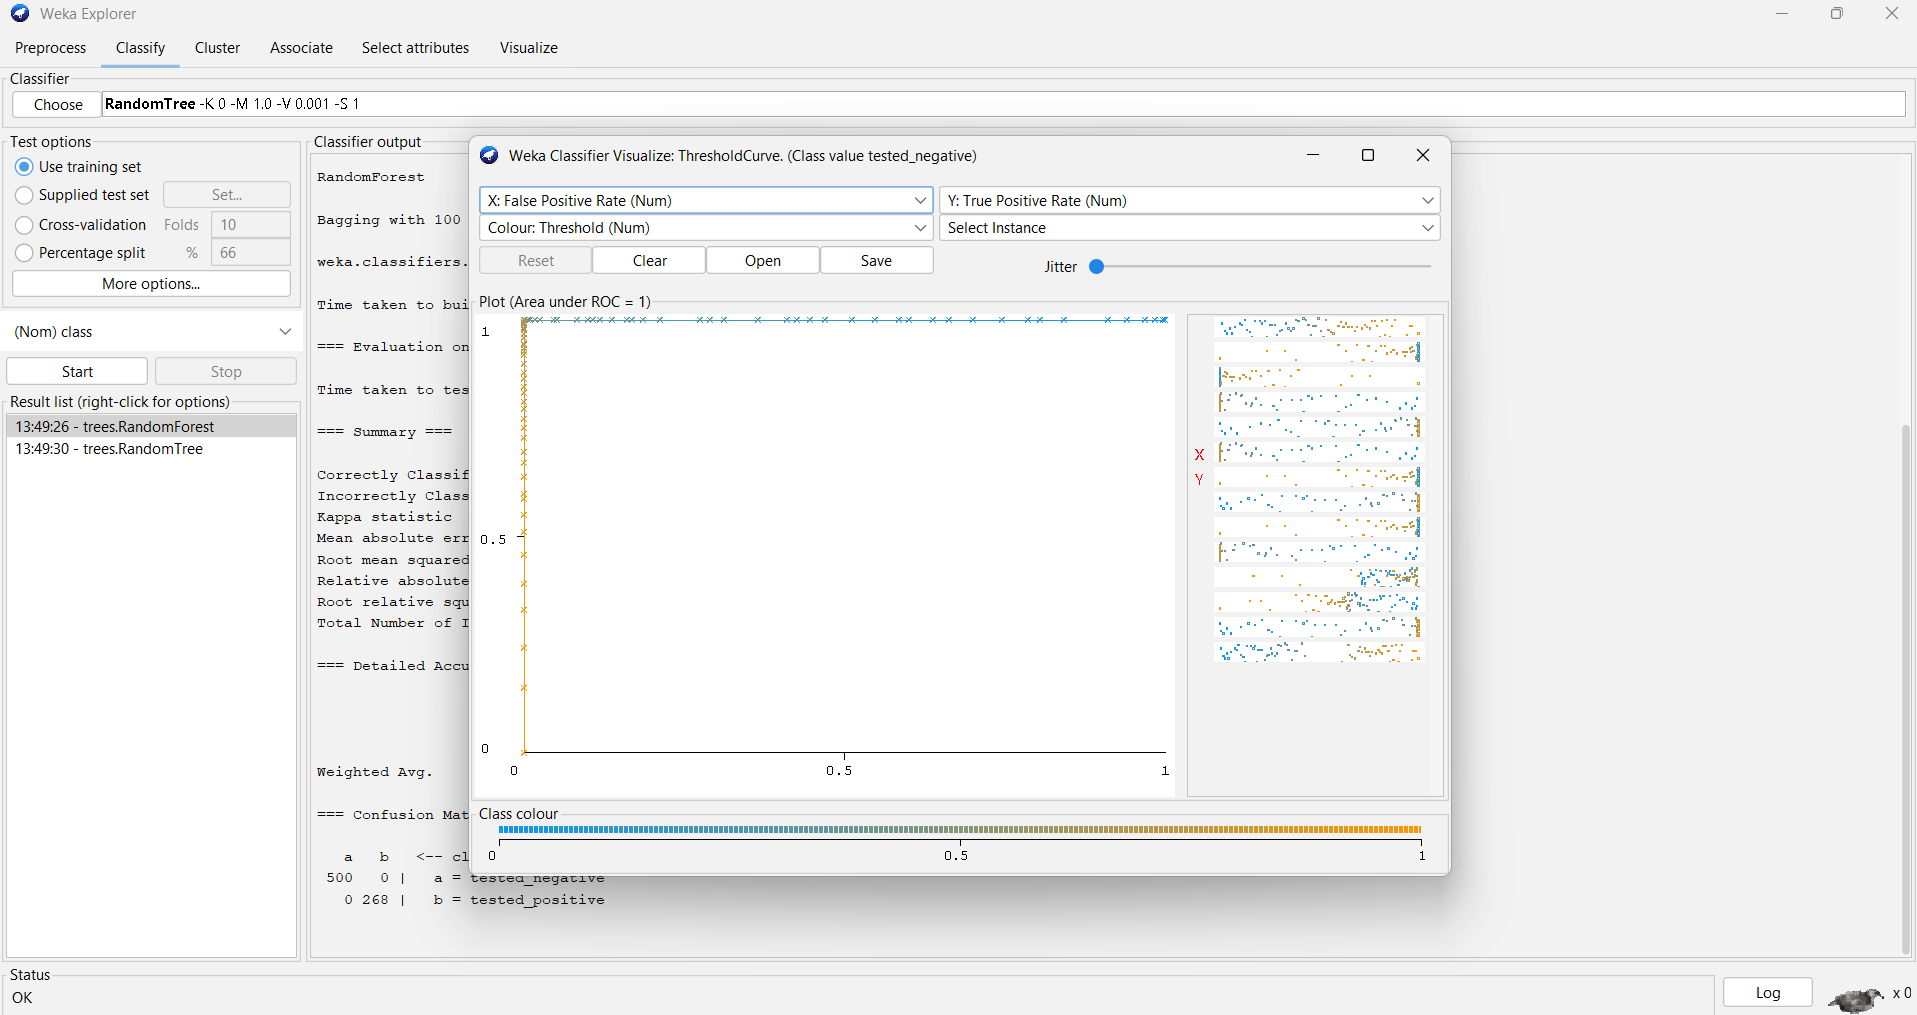 Weka Explorer
Preprocess Classify Cluster Associate Select attributes Visualize
Classifier
Choose RandomTree -K 0 -M 1.0 -V 0.001 -S 1
Test options
Use training set
Supplied test set Set...
Cross-validation Folds 10
Percentage split % 66
More options...
(Nom) class
Start Stop
Result list (right-click for options)
13:49:26 - trees.RandomForest
13:49:30 - trees.RandomTree
Classifier output
RandomForest
Bagging with 100
weka.classifiers.
Time taken to bui
=== Evaluation on
Time taken to tes
=== Summary ===
Correctly Classif
Incorrectly Class
Kappa statistic
Mean absolute err
Root mean squared
Relative absolute
Root relative squ
Total Number of I
=== Detailed Accu
Weighted Avg.
=== Confusion Mat
a b <-- cl
500 0 | a = tested_negative
0 268 | b = tested_positive
Weka Classifier Visualize: ThresholdCurve. (Class value tested_negative)
X: False Positive Rate (Num) Y: True Positive Rate (Num)
Colour: Threshold (Num) Select Instance
Reset Clear Open Save Jitter
Plot (Area under ROC = 1)
1
0.5
0
0 0.5 1
X
Y
Class colour
0 0.5 1
Status
OK
Log x 0